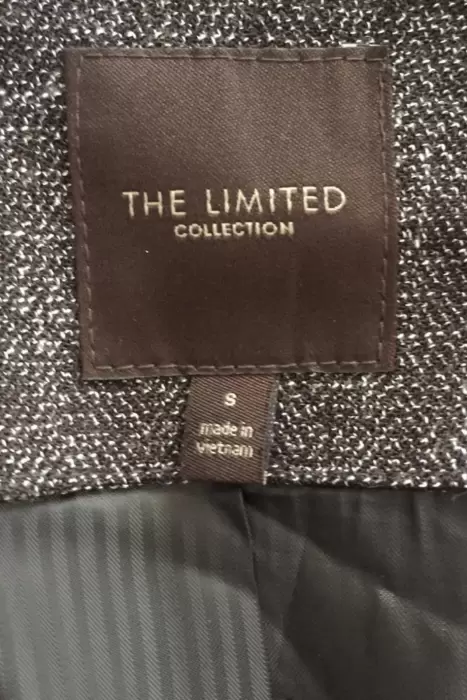 THE LIMITED
COLLECTION
S
made in
vietnam